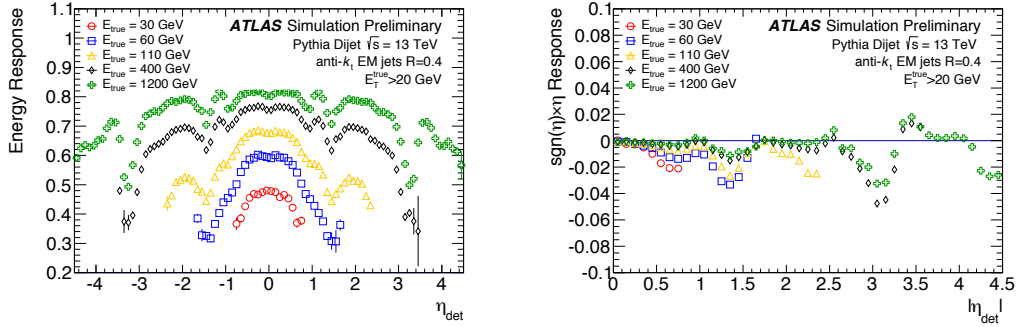 ATLAS Simulation Preliminary
Pythia Dijet √s = 13 TeV
anti-kt EM jets R=0.4
E_T^true>20 GeV
E_true = 30 GeV
E_true = 60 GeV
E_true = 110 GeV
E_true = 400 GeV
E_true = 1200 GeV
Energy Response
1.1
1
0.9
0.8
0.7
0.6
0.5
0.4
0.3
0.2
-4 -3 -2 -1 0 1 2 3 4
η_det
ATLAS Simulation Preliminary
Pythia Dijet √s = 13 TeV
anti-kt EM jets R=0.4
E_T^true>20 GeV
E_true = 30 GeV
E_true = 60 GeV
E_true = 110 GeV
E_true = 400 GeV
E_true = 1200 GeV
sgn(η)×η Response
0.1
0.08
0.06
0.04
0.02
0
-0.02
-0.04
-0.06
-0.08
-0.1
0 0.5 1 1.5 2 2.5 3 3.5 4 4.5
|η_det|